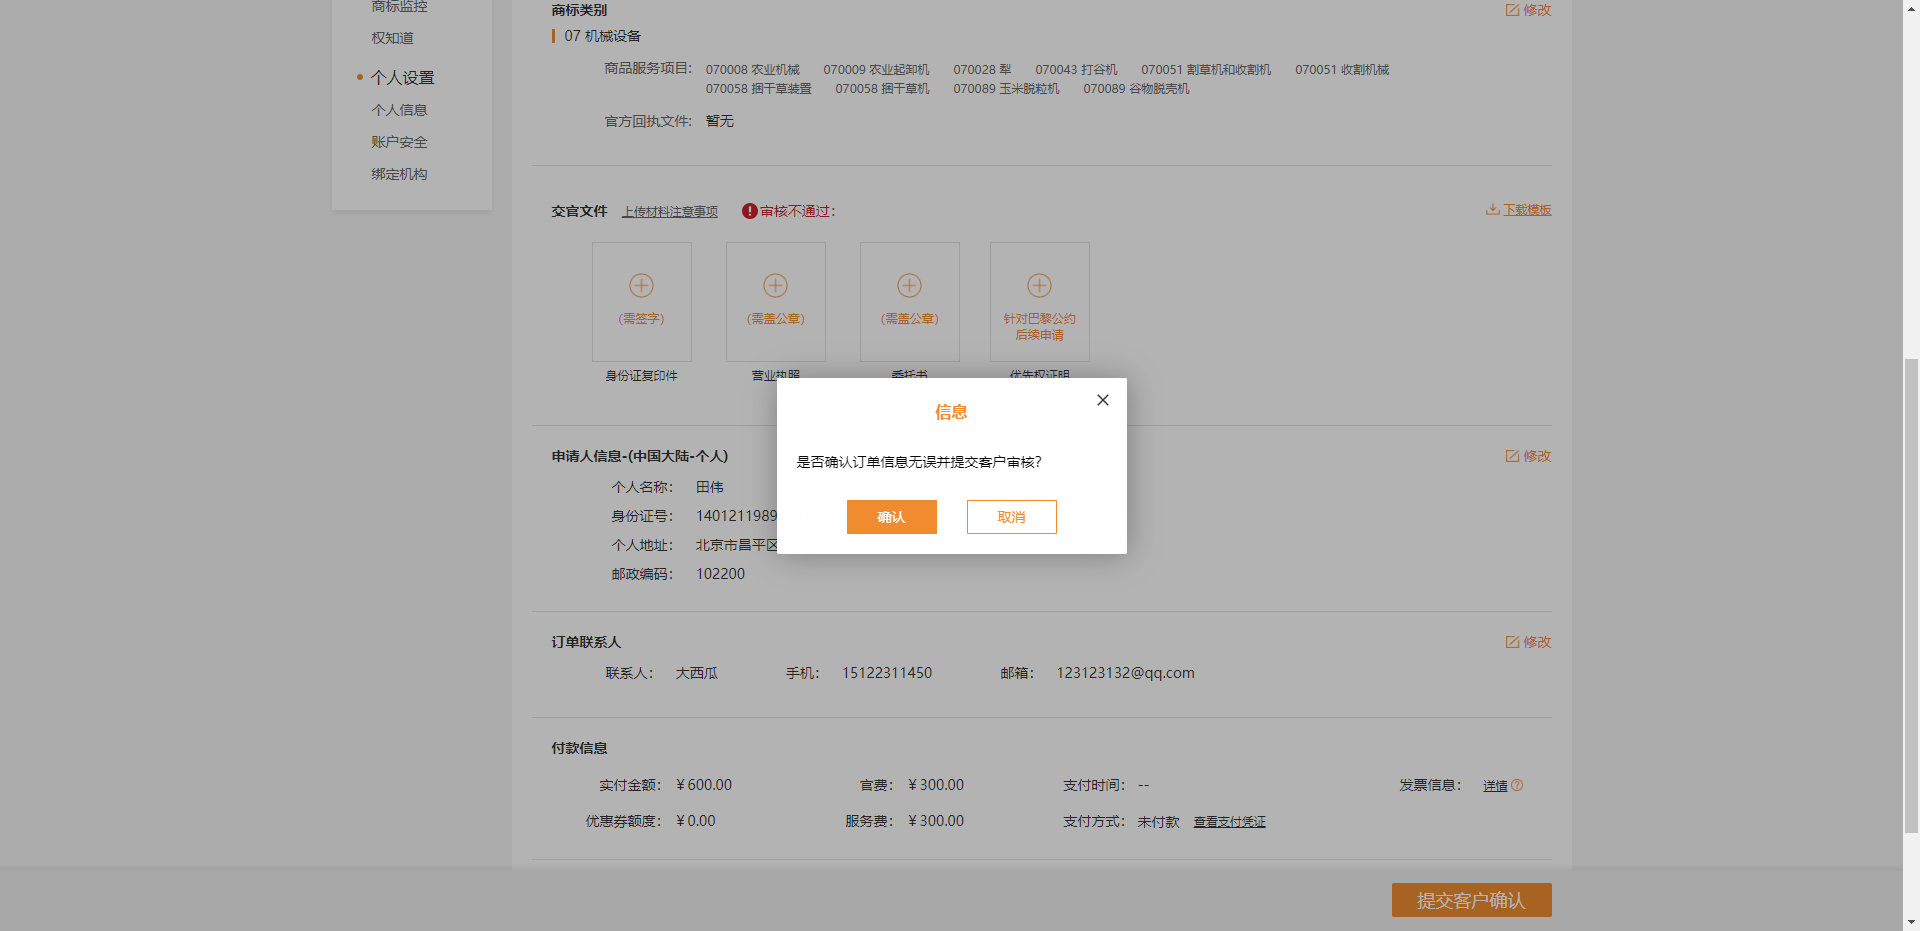 商标监控
权知道
个人设置
个人信息
账户安全
绑定机构
商标类别
修改
07 机械设备
商品服务项目: 070008 农业机械 070009 农业起卸机 070028 犁 070043 打谷机 070051 割草机和收割机 070051 收割机械
070058 捆干草装置 070058 捆干草机 070089 玉米脱粒机 070089 谷物脱壳机
官方回执文件: 暂无
交官文件 上传材料注意事项 审核不通过: 下载模板
(需签字) (需盖公章) (需盖公章) 针对巴黎公约
后续申请
身份证复印件 营业执照 委托书 优先权证明
信息
是否确认订单信息无误并提交客户审核?
确认 取消
申请人信息-(中国大陆-个人) 修改
个人名称: 田伟
身份证号: 1401211989
个人地址: 北京市昌平区
邮政编码: 102200
订单联系人 修改
联系人: 大西瓜 手机: 15122311450 邮箱: 123123132@qq.com
付款信息
实付金额: ¥600.00 官费: ¥300.00 支付时间: -- 发票信息: 详情
优惠券额度: ¥0.00 服务费: ¥300.00 支付方式: 未付款 查看支付凭证
提交客户确认